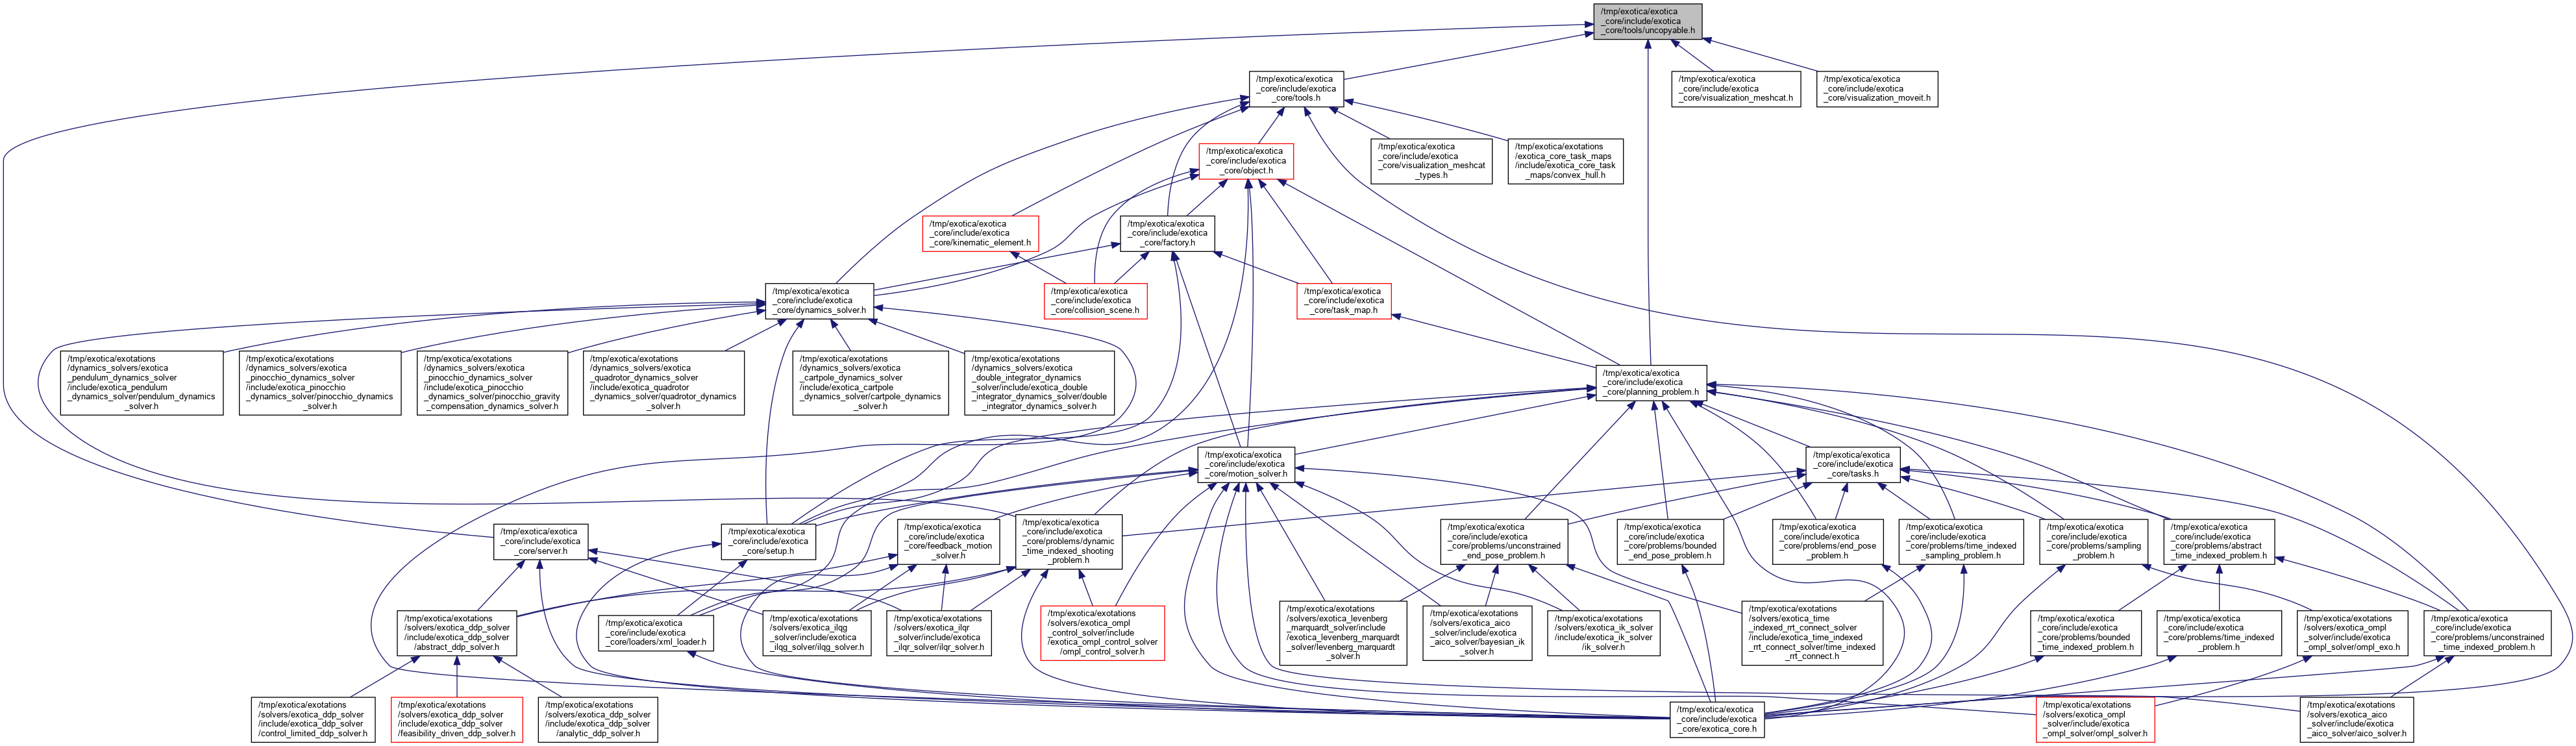 /tmp/exotica/exotica
_core/include/exotica
_core/tools/uncopyable.h
/tmp/exotica/exotica
_core/include/exotica
_core/tools.h
/tmp/exotica/exotica
_core/include/exotica
_core/visualization_meshcat.h
/tmp/exotica/exotica
_core/include/exotica
_core/visualization_moveit.h
/tmp/exotica/exotica
_core/include/exotica
_core/object.h
/tmp/exotica/exotica
_core/include/exotica
_core/visualization_meshcat
_types.h
/tmp/exotica/exotations
/exotica_core_task_maps
/include/exotica_core_task
_maps/convex_hull.h
/tmp/exotica/exotica
_core/include/exotica
_core/kinematic_element.h
/tmp/exotica/exotica
_core/include/exotica
_core/factory.h
/tmp/exotica/exotica
_core/include/exotica
_core/dynamics_solver.h
/tmp/exotica/exotica
_core/include/exotica
_core/collision_scene.h
/tmp/exotica/exotica
_core/include/exotica
_core/task_map.h
/tmp/exotica/exotations
/dynamics_solvers/exotica
_pendulum_dynamics_solver
/include/exotica_pendulum
_dynamics_solver/pendulum_dynamics
_solver.h
/tmp/exotica/exotations
/dynamics_solvers/exotica
_pinocchio_dynamics_solver
/include/exotica_pinocchio
_dynamics_solver/pinocchio_dynamics
_solver.h
/tmp/exotica/exotations
/dynamics_solvers/exotica
_pinocchio_dynamics_solver
/include/exotica_pinocchio
_dynamics_solver/pinocchio_gravity
_compensation_dynamics_solver.h
/tmp/exotica/exotations
/dynamics_solvers/exotica
_quadrotor_dynamics_solver
/include/exotica_quadrotor
_dynamics_solver/quadrotor_dynamics
_solver.h
/tmp/exotica/exotations
/dynamics_solvers/exotica
_cartpole_dynamics_solver
/include/exotica_cartpole
_dynamics_solver/cartpole_dynamics
_solver.h
/tmp/exotica/exotations
/dynamics_solvers/exotica
_double_integrator_dynamics
_solver/include/exotica_double
_integrator_dynamics_solver/double
_integrator_dynamics_solver.h
/tmp/exotica/exotica
_core/include/exotica
_core/planning_problem.h
/tmp/exotica/exotica
_core/include/exotica
_core/motion_solver.h
/tmp/exotica/exotica
_core/include/exotica
_core/tasks.h
/tmp/exotica/exotica
_core/include/exotica
_core/server.h
/tmp/exotica/exotica
_core/include/exotica
_core/setup.h
/tmp/exotica/exotica
_core/include/exotica
_core/feedback_motion
_solver.h
/tmp/exotica/exotica
_core/include/exotica
_core/problems/dynamic
_time_indexed_shooting
_problem.h
/tmp/exotica/exotica
_core/include/exotica
_core/problems/unconstrained
_end_pose_problem.h
/tmp/exotica/exotica
_core/include/exotica
_core/problems/bounded
_end_pose_problem.h
/tmp/exotica/exotica
_core/include/exotica
_core/problems/end_pose
_problem.h
/tmp/exotica/exotica
_core/include/exotica
_core/problems/time_indexed
_sampling_problem.h
/tmp/exotica/exotica
_core/include/exotica
_core/problems/sampling
_problem.h
/tmp/exotica/exotica
_core/include/exotica
_core/problems/abstract
_time_indexed_problem.h
/tmp/exotica/exotations
/solvers/exotica_ddp_solver
/include/exotica_ddp_solver
/abstract_ddp_solver.h
/tmp/exotica/exotica
_core/include/exotica
_core/loaders/xml_loader.h
/tmp/exotica/exotations
/solvers/exotica_ilqg
_solver/include/exotica
_ilqg_solver/ilqg_solver.h
/tmp/exotica/exotations
/solvers/exotica_ilqr
_solver/include/exotica
_ilqr_solver/ilqr_solver.h
/tmp/exotica/exotations
/solvers/exotica_ompl
_control_solver/include
/exotica_ompl_control_solver
/ompl_control_solver.h
/tmp/exotica/exotations
/solvers/exotica_levenberg
_marquardt_solver/include
/exotica_levenberg_marquardt
_solver/levenberg_marquardt
_solver.h
/tmp/exotica/exotations
/solvers/exotica_aico
_solver/include/exotica
_aico_solver/bayesian_ik
_solver.h
/tmp/exotica/exotations
/solvers/exotica_ik_solver
/include/exotica_ik_solver
/ik_solver.h
/tmp/exotica/exotations
/solvers/exotica_time
_indexed_rrt_connect_solver
/include/exotica_time_indexed
_rrt_connect_solver/time_indexed
_rrt_connect.h
/tmp/exotica/exotica
_core/include/exotica
_core/problems/bounded
_time_indexed_problem.h
/tmp/exotica/exotica
_core/include/exotica
_core/problems/time_indexed
_problem.h
/tmp/exotica/exotations
/solvers/exotica_ompl
_solver/include/exotica
_ompl_solver/ompl_exo.h
/tmp/exotica/exotica
_core/include/exotica
_core/problems/unconstrained
_time_indexed_problem.h
/tmp/exotica/exotations
/solvers/exotica_ddp_solver
/include/exotica_ddp_solver
/control_limited_ddp_solver.h
/tmp/exotica/exotations
/solvers/exotica_ddp_solver
/include/exotica_ddp_solver
/feasibility_driven_ddp_solver.h
/tmp/exotica/exotations
/solvers/exotica_ddp_solver
/include/exotica_ddp_solver
/analytic_ddp_solver.h
/tmp/exotica/exotica
_core/include/exotica
_core/exotica_core.h
/tmp/exotica/exotations
/solvers/exotica_ompl
_solver/include/exotica
_ompl_solver/ompl_solver.h
/tmp/exotica/exotations
/solvers/exotica_aico
_solver/include/exotica
_aico_solver/aico_solver.h